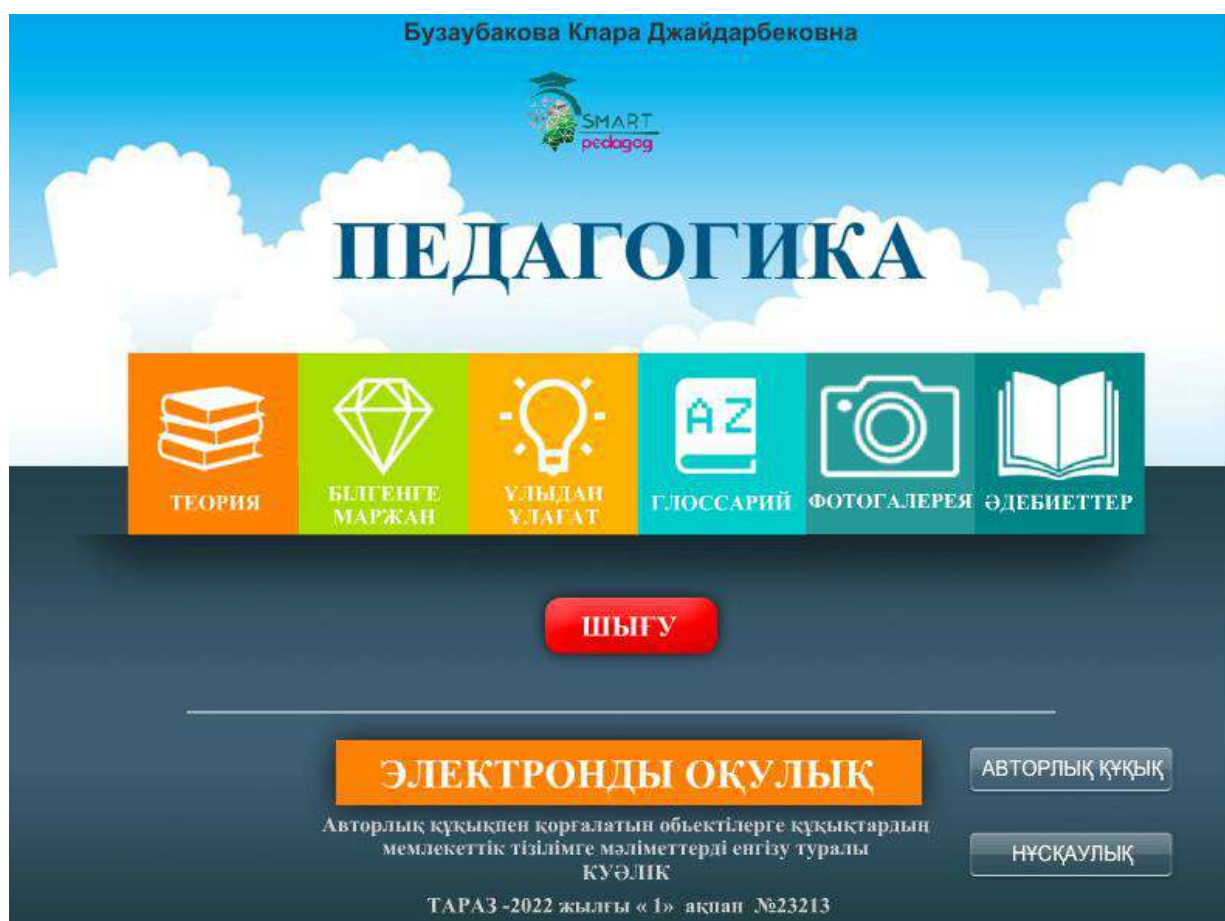 Бузаубакова Клара Джайдарбековна
SMART
pedagog
ПЕДАГОГИКА
AZ
ТЕОРИЯ
БІЛГЕНГЕ
МАРЖАН
ҰЛЫДАН
ҰЛАҒАТ
ГЛОССАРИЙ
ФОТОГАЛЕРЕЯ
ӘДЕБИЕТТЕР
ШЫҒУ
ЭЛЕКТРОНДЫ ОҚУЛЫҚ
АВТОРЛЫҚ ҚҰҚЫҚ
Авторлық құқықпен қорғалатын обьектілерге құқықтардың
мемлекеттік тізілімге мәліметтерді енгізу туралы
КУӘЛІК
НҰСҚАУЛЫҚ
ТАРАЗ -2022 жылғы « 1» ақпан №23213